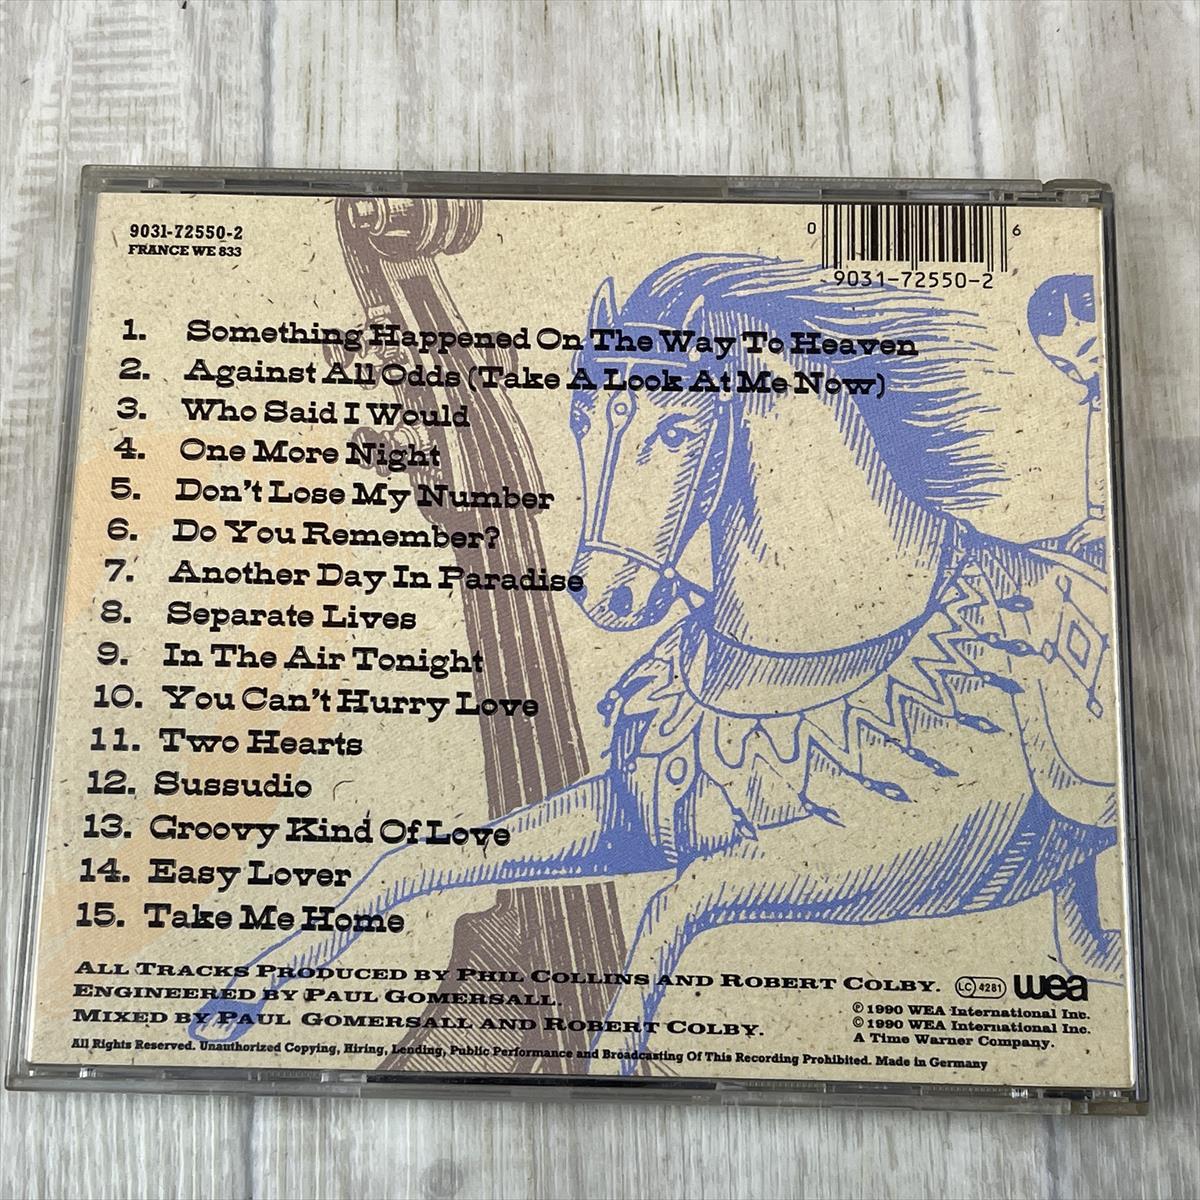 9031-72550-2
FRANCE WE 833
0 6
9031-72550-2
1. Something Happened On The Way To Heaven
2. Against All Odds (Take A Look At Me Now)
3. Who Said I Would
4. One More Night
5. Don't Lose My Number
6. Do You Remember?
7. Another Day In Paradise
8. Separate Lives
9. In The Air Tonight
10. You Can't Hurry Love
11. Two Hearts
12. Sussudio
13. Groovy Kind Of Love
14. Easy Lover
15. Take Me Home
ALL TRACKS PRODUCED BY PHIL COLLINS AND ROBERT COLBY.
ENGINEERED BY PAUL GOMERSALL.
MIXED BY PAUL GOMERSALL AND ROBERT COLBY.
LC 4281 wea
℗ 1990 WEA International Inc.
© 1990 WEA International Inc.
A Time Warner Company.
All Rights Reserved. Unauthorized Copying, Hiring, Lending, Public Performance and Broadcasting Of This Recording Prohibited. Made in Germany